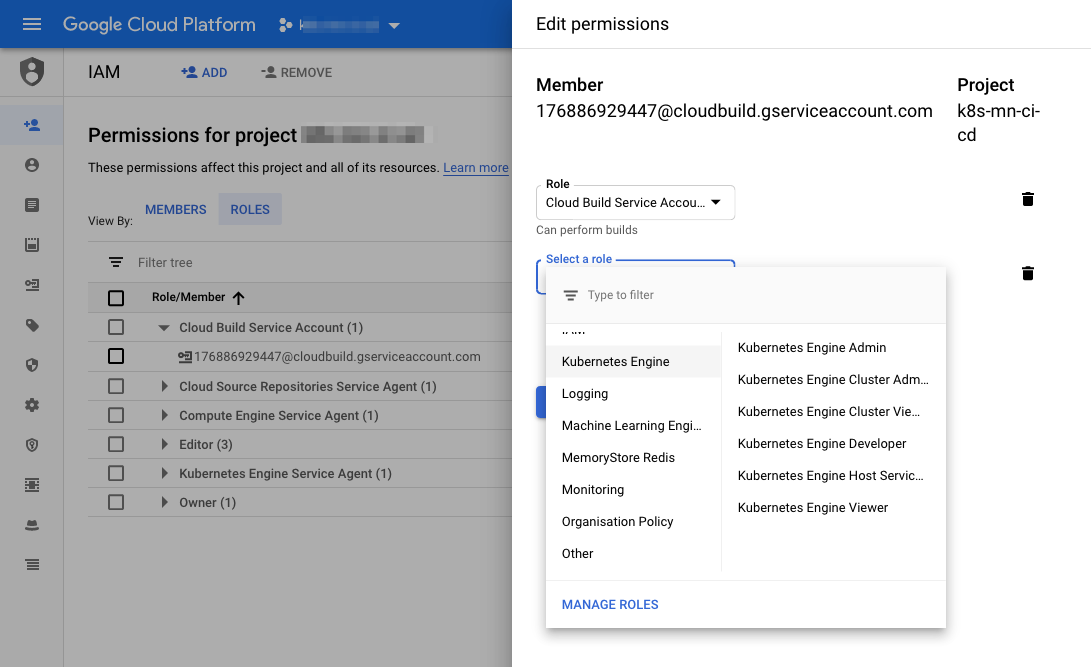 Google Cloud Platform
IAM
ADD
REMOVE
Permissions for project
These permissions affect this project and all of its resources. Learn more
View By:
MEMBERS
ROLES
Filter tree
Role/Member
Cloud Build Service Account (1)
176886929447@cloudbuild.gserviceaccount.com
Cloud Source Repositories Service Agent (1)
Compute Engine Service Agent (1)
Editor (3)
Kubernetes Engine Service Agent (1)
Owner (1)
Edit permissions
Member
176886929447@cloudbuild.gserviceaccount.com
Project
k8s-mn-ci-
cd
Role
Cloud Build Service Accou...
Can perform builds
Select a role
Type to filter
IAM
Kubernetes Engine
Logging
Machine Learning Engi...
MemoryStore Redis
Monitoring
Organisation Policy
Other
Kubernetes Engine Admin
Kubernetes Engine Cluster Adm...
Kubernetes Engine Cluster Vie...
Kubernetes Engine Developer
Kubernetes Engine Host Servic...
Kubernetes Engine Viewer
MANAGE ROLES